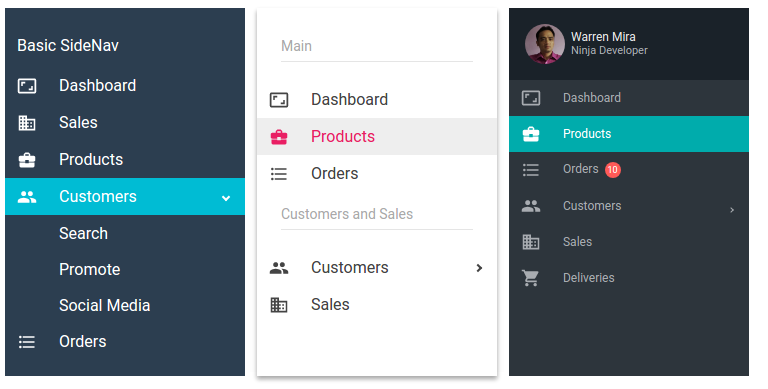 Basic SideNav
Dashboard
Sales
Products
Customers
Search
Promote
Social Media
Orders
Main
Dashboard
Products
Orders
Customers and Sales
Customers
Sales
Warren Mira
Ninja Developer
Dashboard
Products
Orders 10
Customers
Sales
Deliveries